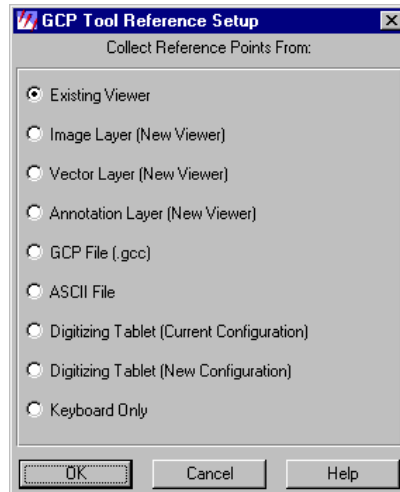 GCP Tool Reference Setup
Collect Reference Points From:
Existing Viewer
Image Layer (New Viewer)
Vector Layer (New Viewer)
Annotation Layer (New Viewer)
GCP File (.gcc)
ASCII File
Digitizing Tablet (Current Configuration)
Digitizing Tablet (New Configuration)
Keyboard Only
OK Cancel Help